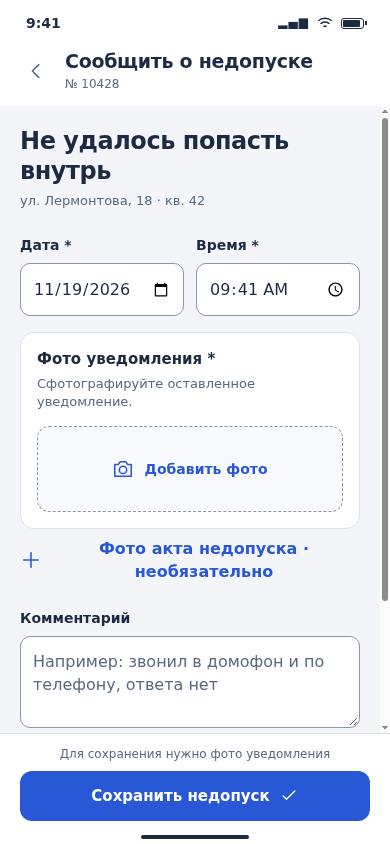 9:41
Сообщить о недопуске
№ 10428
Не удалось попасть
внутрь
ул. Лермонтова, 18 · кв. 42
Дата *
Время *
11/19/2026
09:41 AM
Фото уведомления *
Сфотографируйте оставленное
уведомление.
Добавить фото
Фото акта недопуска ·
необязательно
Комментарий
Например: звонил в домофон и по
телефону, ответа нет
Для сохранения нужно фото уведомления
Сохранить недопуск